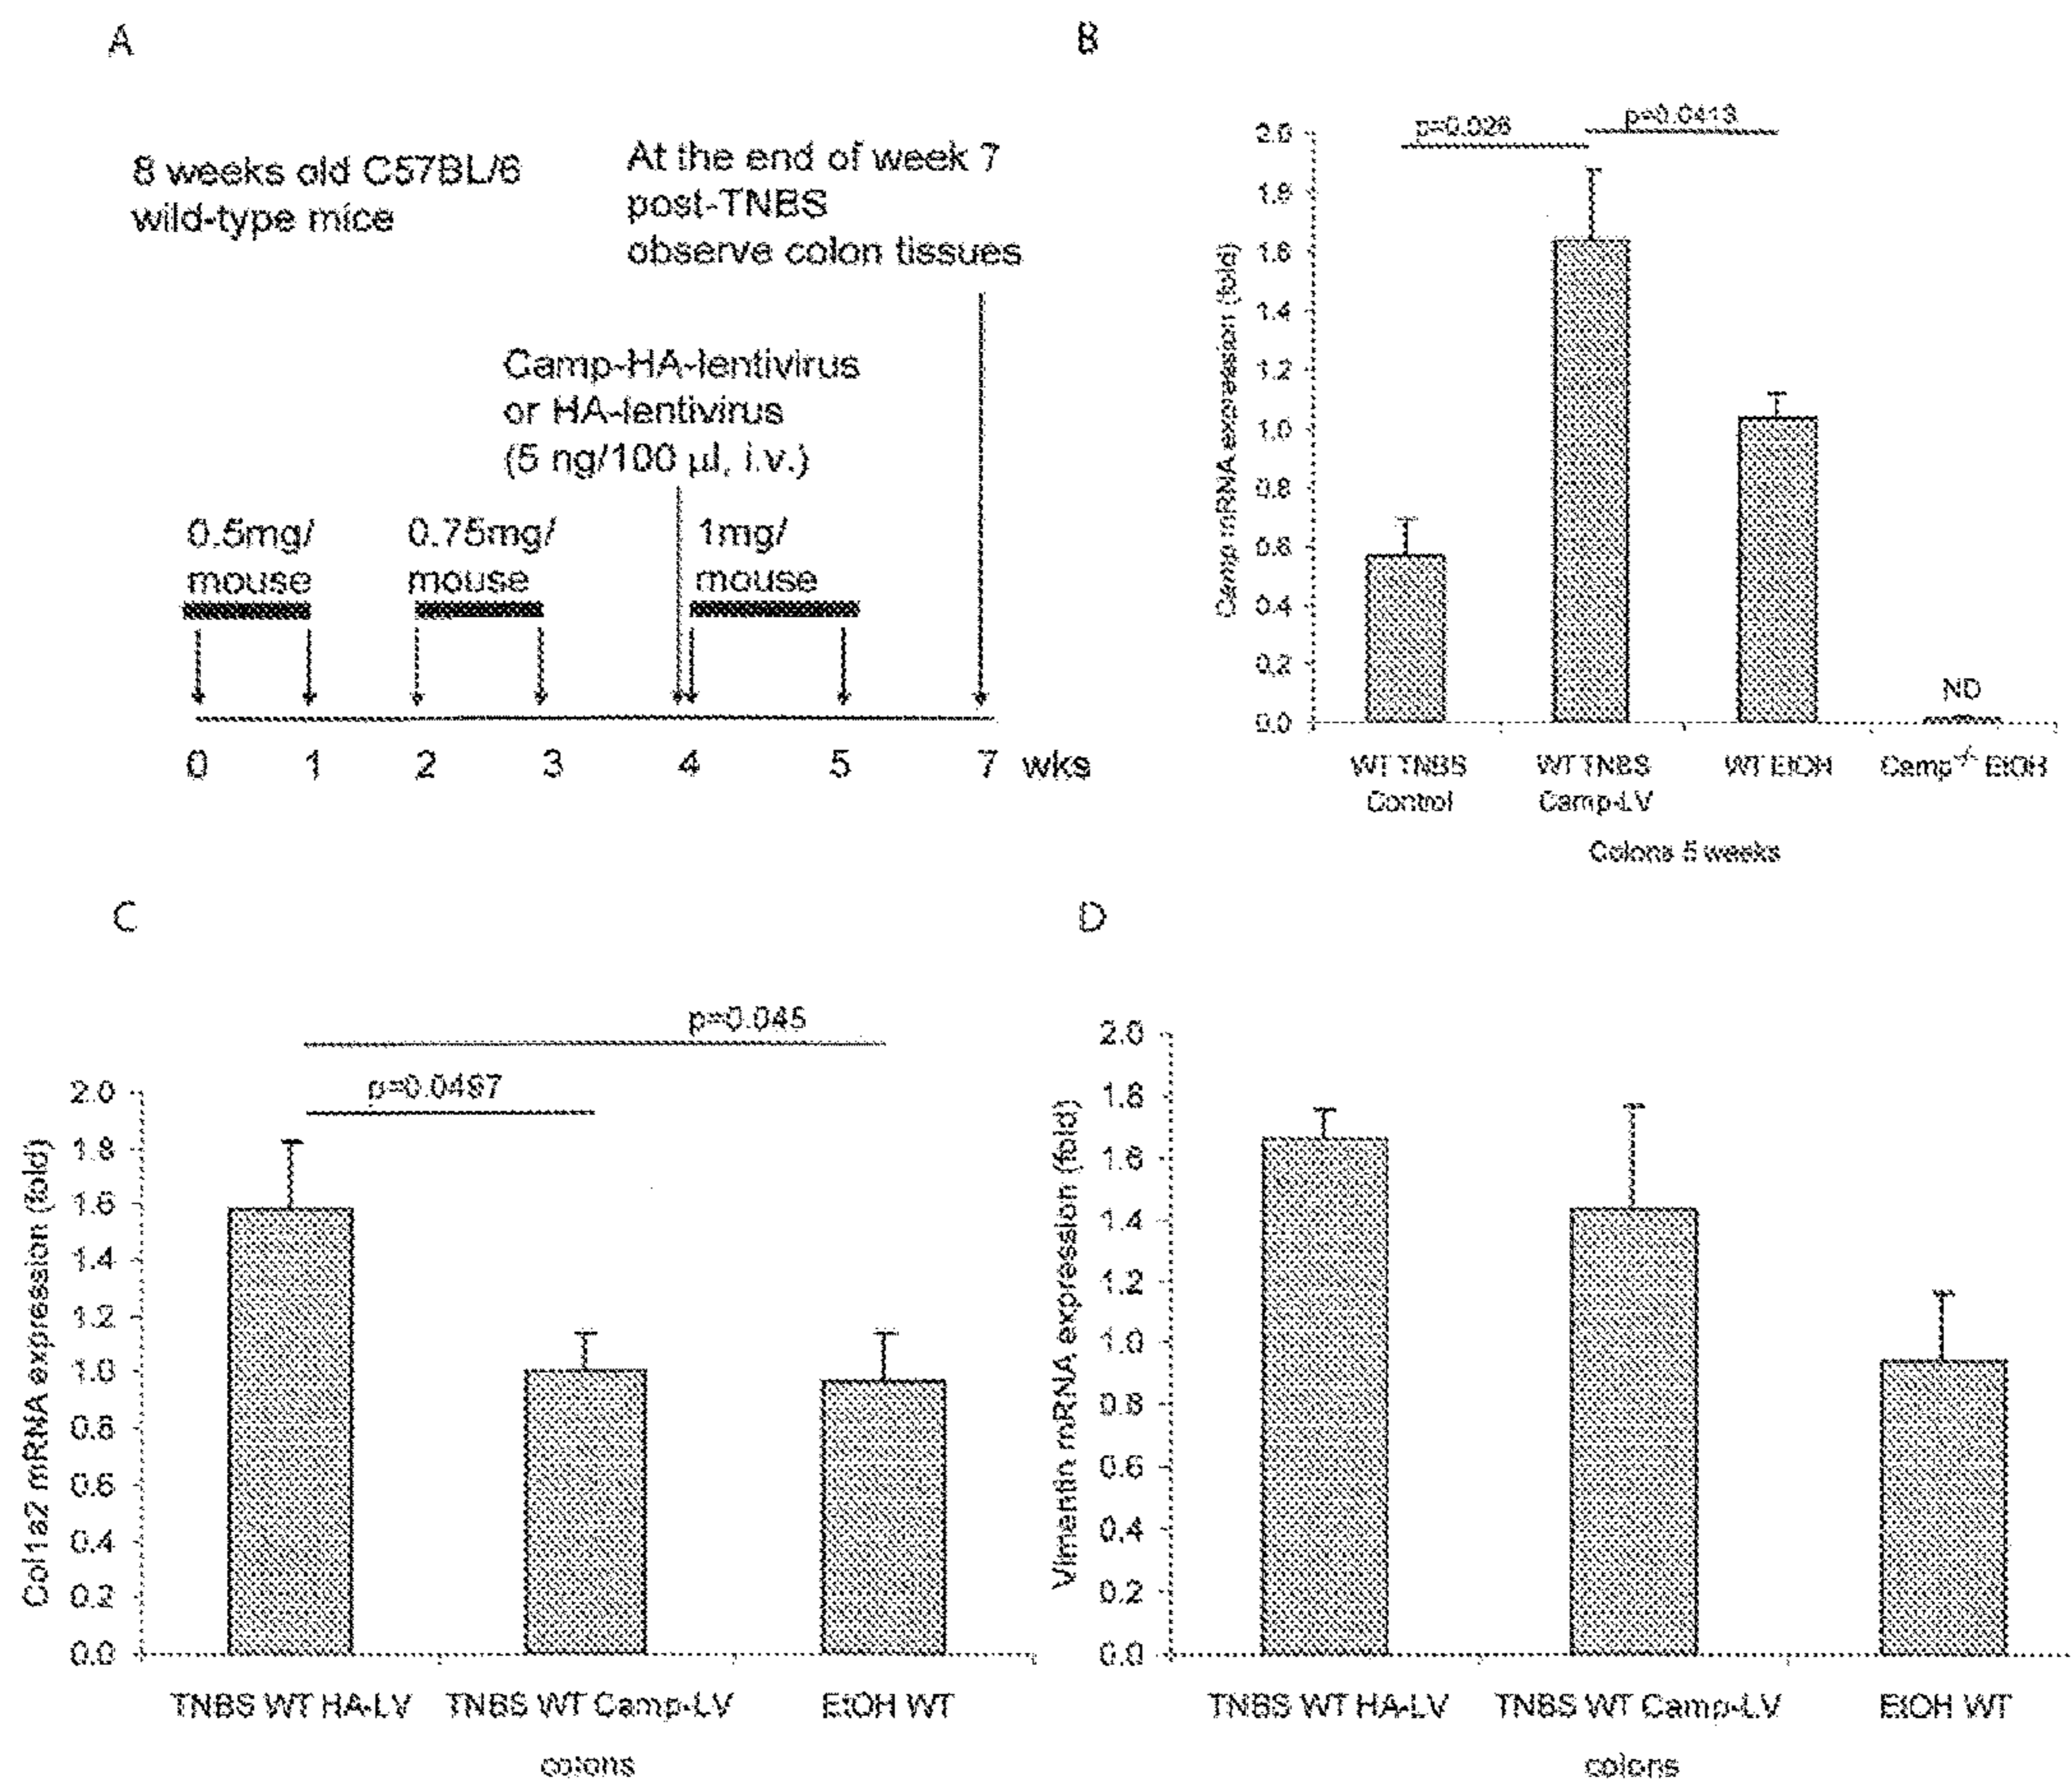 A
8 weeks old C57BL/6
wild-type mice
At the end of week 7
post-TNBS
observe colon tissues
Camp-HA-lentivirus
or HA-lentivirus
(5 ng/100 µl, i.v.)
0.5mg/
mouse
0.75mg/
mouse
1mg/
mouse
0 1 2 3 4 5 7 wks
B
p=0.026
p=0.0413
Camp mRNA expression (fold)
2.0
1.8
1.6
1.4
1.2
1.0
0.8
0.6
0.4
0.2
0.0
ND
WT TNBS
Control
WT TNBS
Camp-LV
WT EtOH
Camp-/- EtOH
Colons 5 weeks
C
p=0.045
p=0.0497
Col1a2 mRNA expression (fold)
2.0
1.8
1.6
1.4
1.2
1.0
0.8
0.6
0.4
0.2
0.0
TNBS WT HA-LV TNBS WT Camp-LV EtOH WT
colons
D
Vimentin mRNA expression (fold)
2.0
1.8
1.6
1.4
1.2
1.0
0.8
0.6
0.4
0.2
0.0
TNBS WT HA-LV TNBS WT Camp-LV EtOH WT
colons